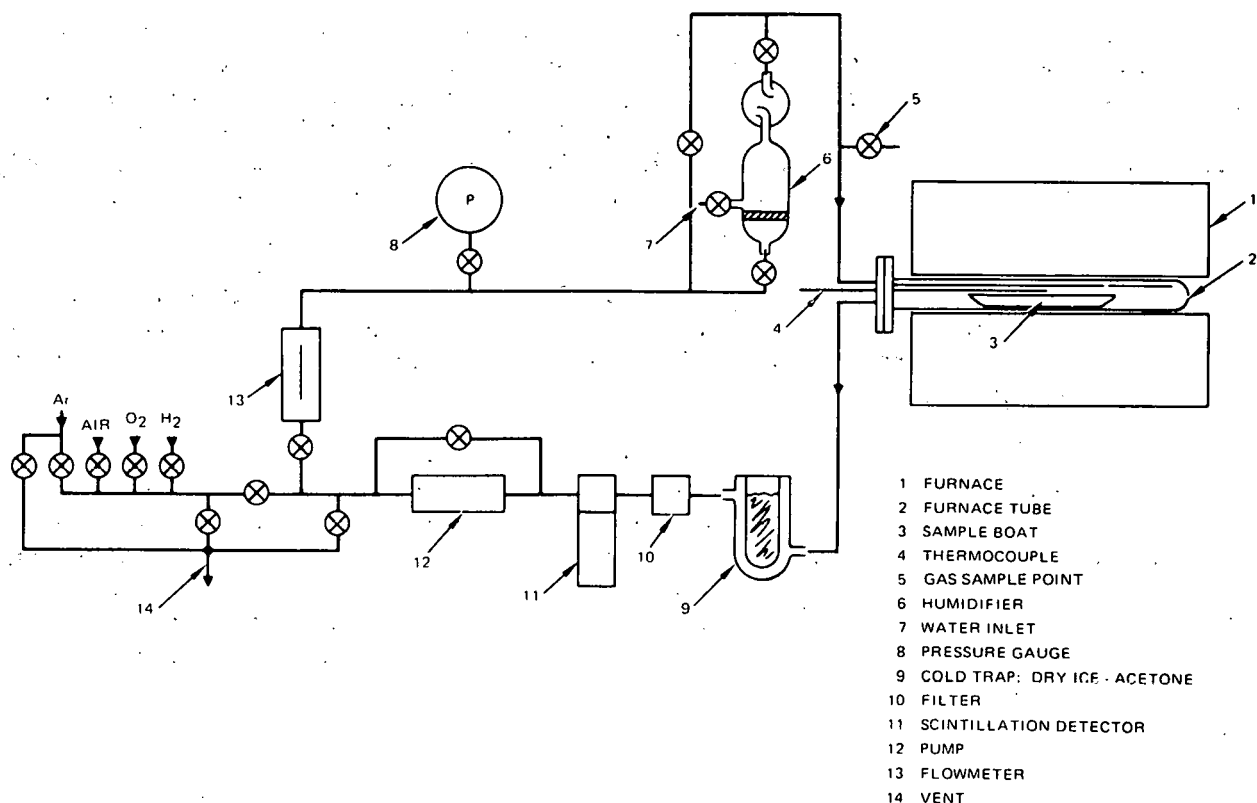 5
6
P
7
8
1
2
4
3
13
Ar
AIR
O2
H2
12
11
10
9
14
1 FURNACE
2 FURNACE TUBE
3 SAMPLE BOAT
4 THERMOCOUPLE
5 GAS SAMPLE POINT
6 HUMIDIFIER
7 WATER INLET
8 PRESSURE GAUGE
9 COLD TRAP: DRY ICE - ACETONE
10 FILTER
11 SCINTILLATION DETECTOR
12 PUMP
13 FLOWMETER
14 VENT